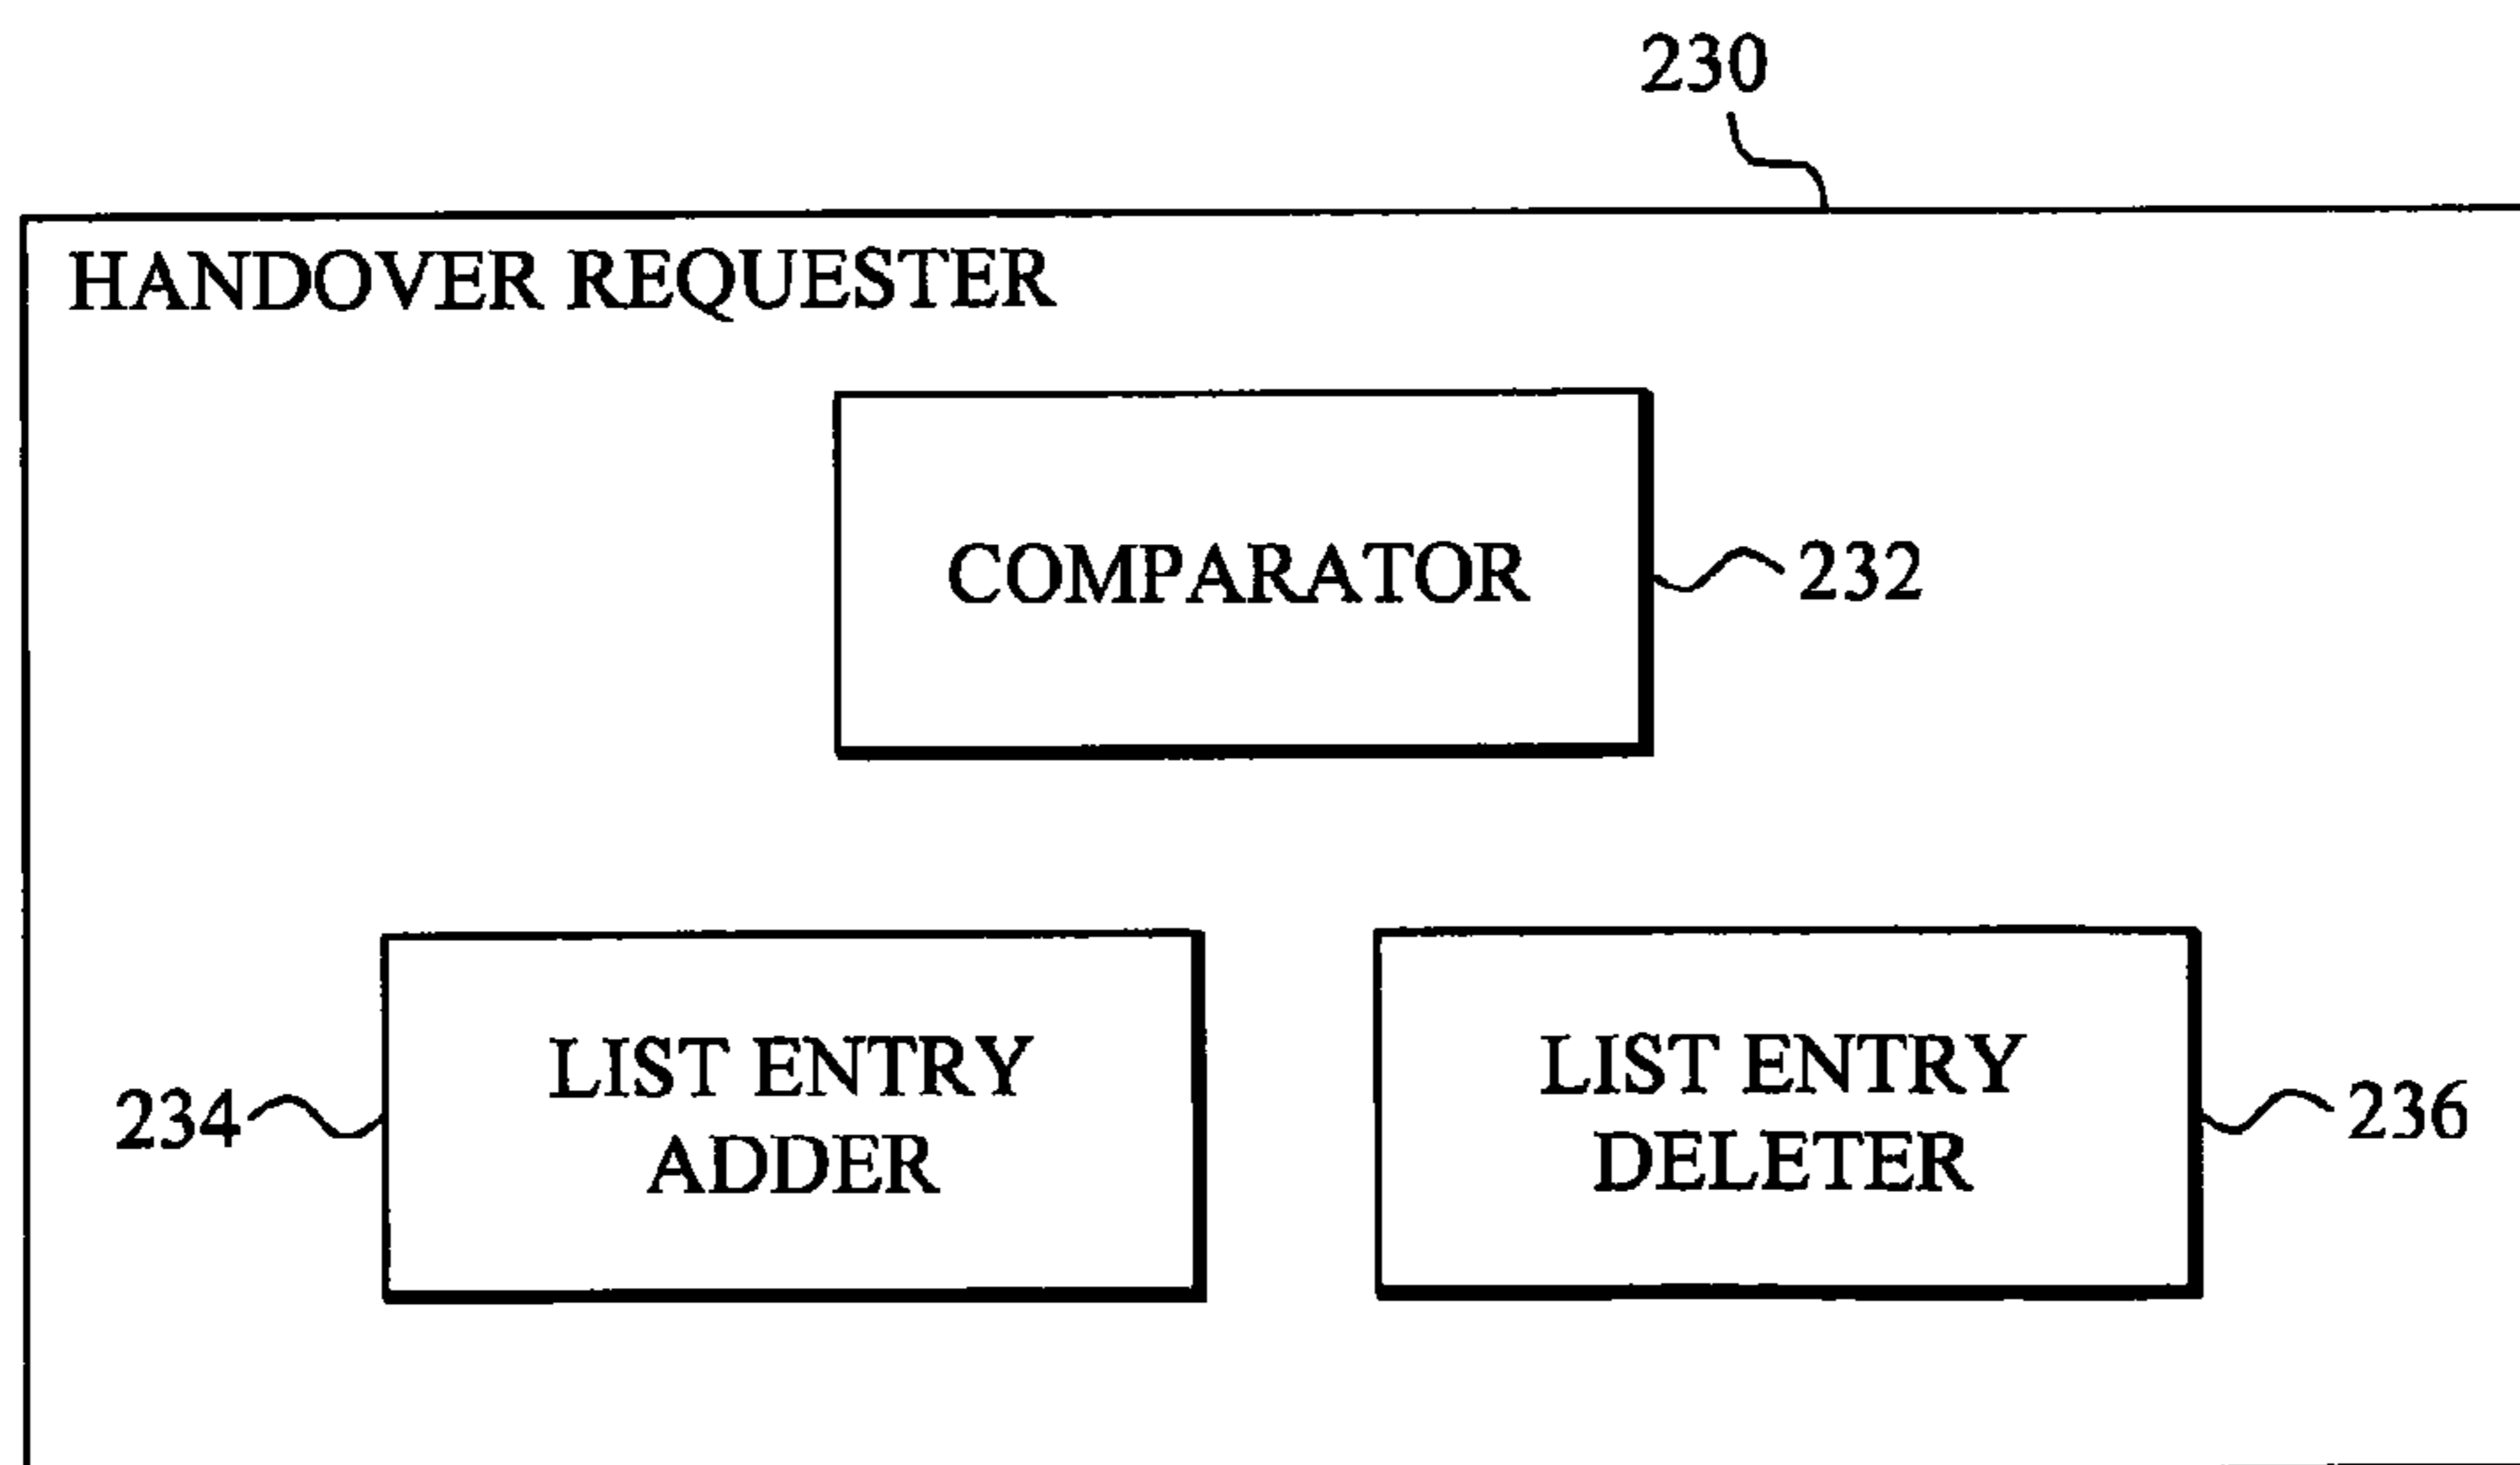 230
HANDOVER REQUESTER
COMPARATOR
232
LIST ENTRY
ADDER
234
LIST ENTRY
DELETER
236